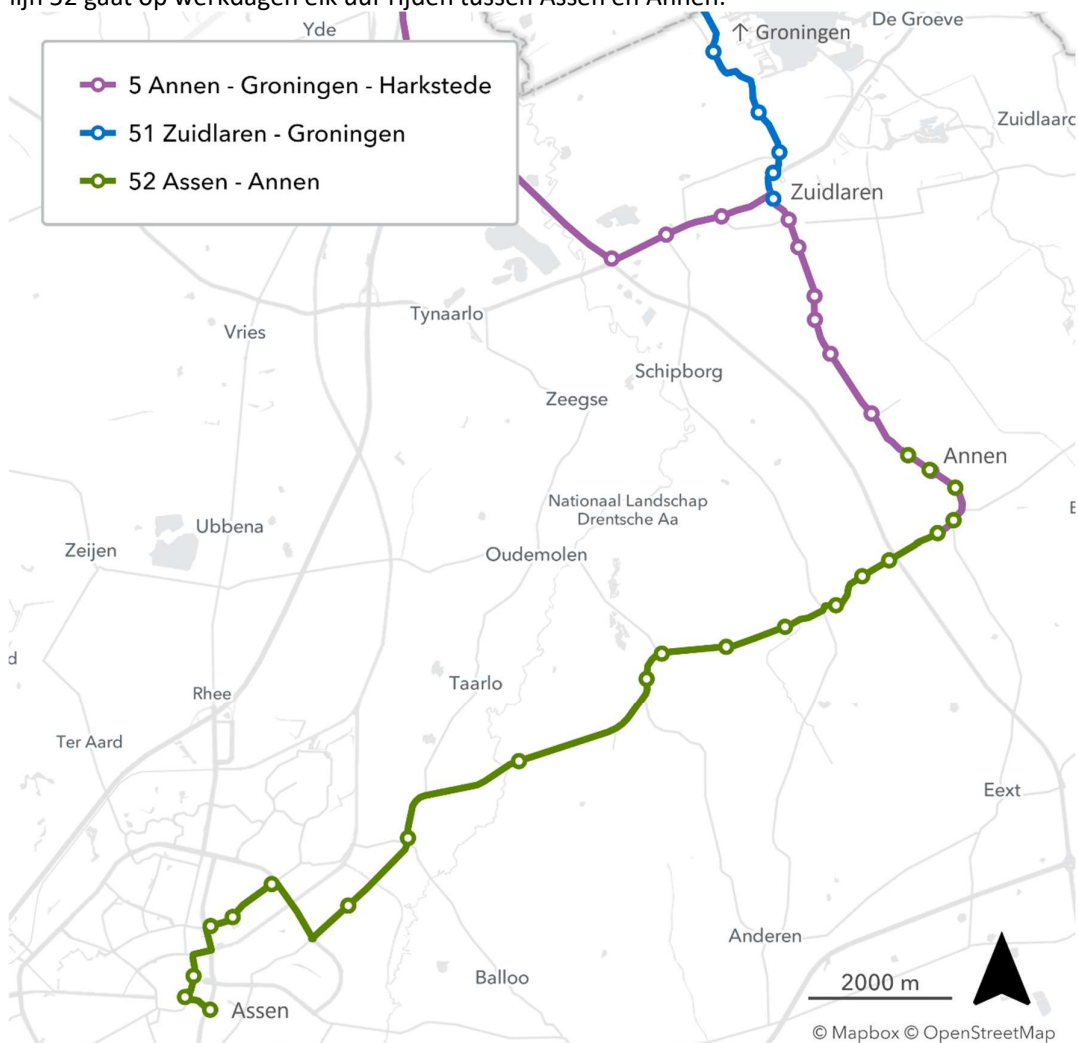 lijn 52 gaat op werkdagen elk uur rijden tussen Assen en Annen.
Yde
De Groeve
↑ Groningen
5 Annen - Groningen - Harkstede
51 Zuidlaren - Groningen
52 Assen - Annen
Zuidlaard
Zuidlaren
Tynaarlo
Vries
Schipborg
Zeegse
Annen
Nationaal Landschap
Drentsche Aa
Ubbena
Zeijen
Oudemolen
d
Taarlo
Rhee
Ter Aard
Eext
Anderen
Balloo
2000 m
Assen
© Mapbox © OpenStreetMap